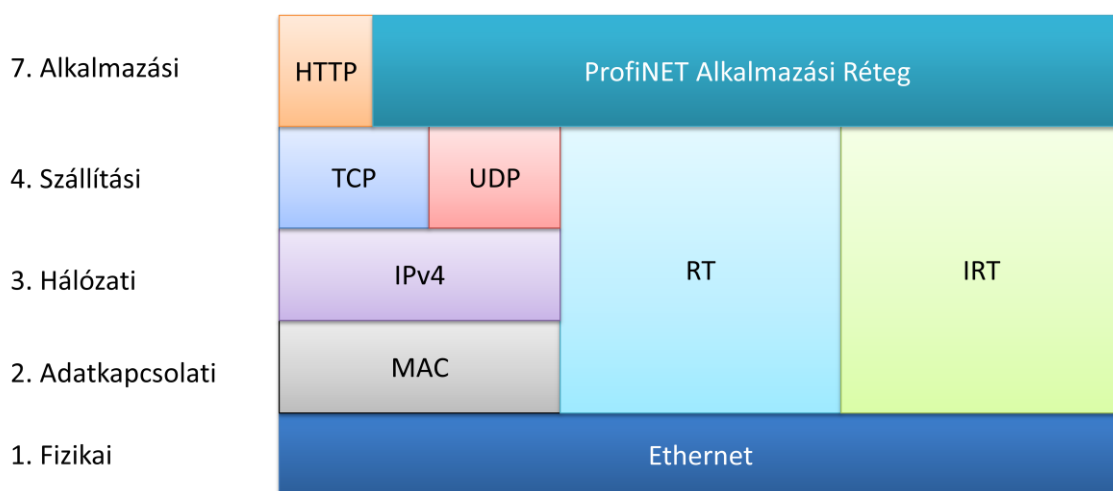 7. Alkalmazási
HTTP
ProfiNET Alkalmazási Réteg
4. Szállítási
TCP
UDP
3. Hálózati
IPv4
RT
IRT
2. Adatkapcsolati
MAC
1. Fizikai
Ethernet